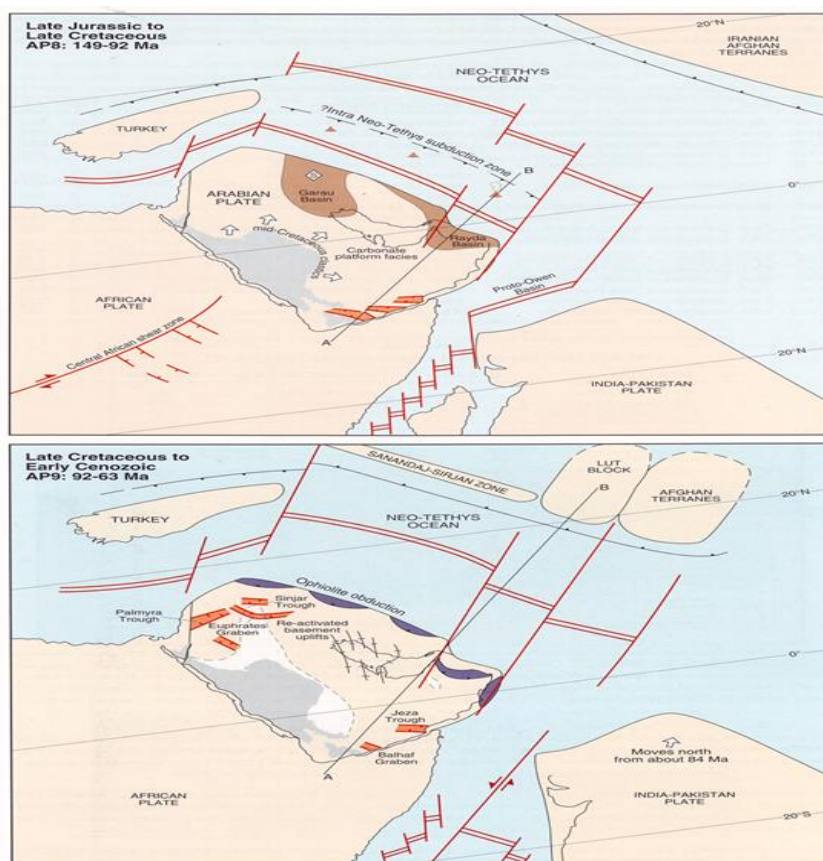 Late Jurassic to
Late Cretaceous
AP8: 149-92 Ma
20°N
IRANIAN
AFGHAN
TERRANES
NEO-TETHYS
OCEAN
TURKEY
?Intra Neo-Tethys subduction zone
B
0°
ARABIAN
PLATE
Garau
Basin
mid-Cretaceous clastics
Carbonate
platform facies
Rayda
Basin
Proto-Owen
Basin
AFRICAN
PLATE
Central African shear zone
A
20°N
INDIA-PAKISTAN
PLATE
Late Cretaceous to
Early Cenozoic
AP9: 92-63 Ma
SANANDAJ-SIRJAN ZONE
LUT
BLOCK
B
AFGHAN
TERRANES
20°N
TURKEY
NEO-TETHYS
OCEAN
Ophiolite obduction
Palmyra
Trough
Sinjar
Trough
Euphrates
Graben
Re-activated
basement
uplifts
0°
Jeza
Trough
Balhaf
Graben
A
Moves north
from about 84 Ma
AFRICAN
PLATE
INDIA-PAKISTAN
PLATE
20°S